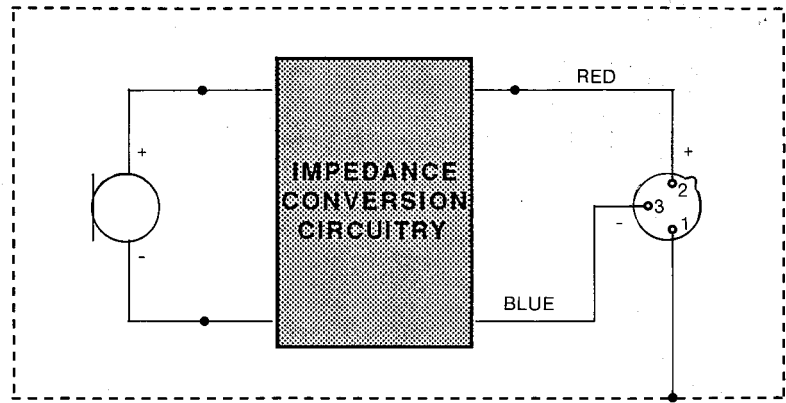 RED
+
+
2
IMPEDANCE
CONVERSION
CIRCUITRY
3
-
1
-
BLUE